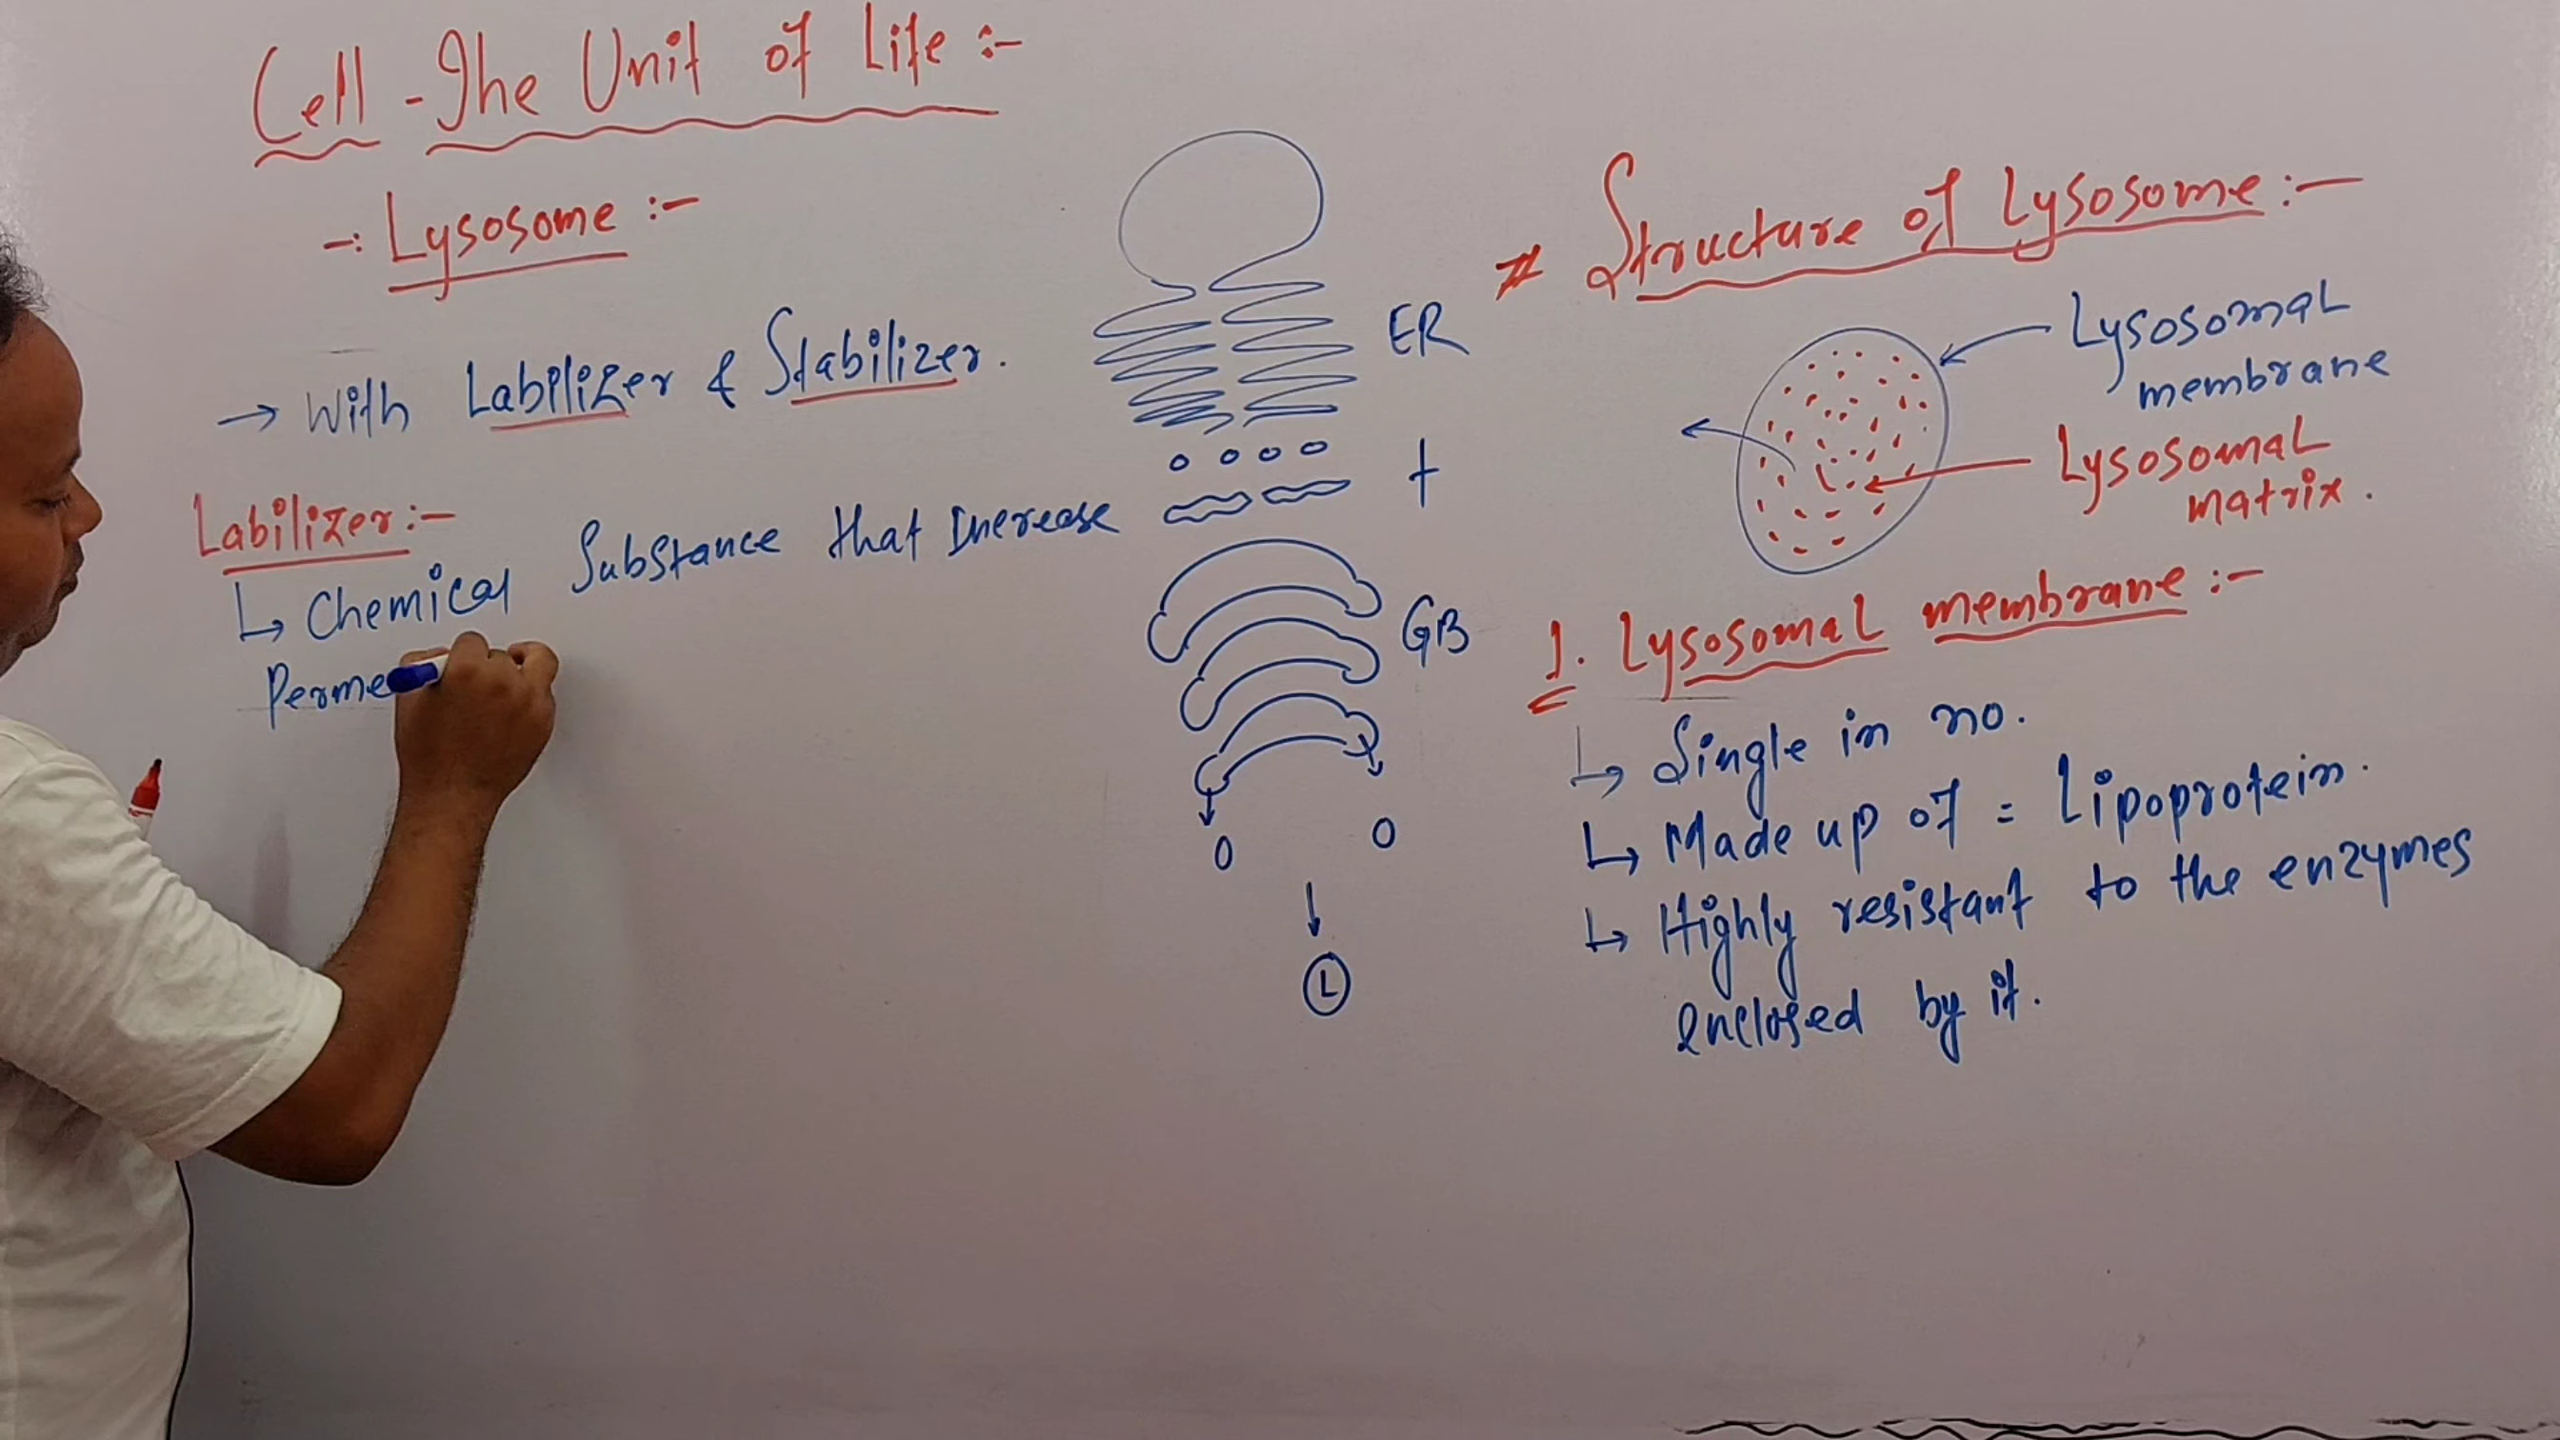 Cell - The Unit of Life :-
-: Lysosome :-
→ With Labilizer & Stabilizer.
Labilizer :-
↳ Chemical Substance that Increase
Perme
ER
+
GB
L
# Structure of Lysosome :-
Lysosomal
membrane
Lysosomal
matrix.
1. Lysosomal membrane :-
↳ Single in no.
↳ Made up of = Lipoprotein.
↳ Highly resistant to the enzymes
enclosed by it.